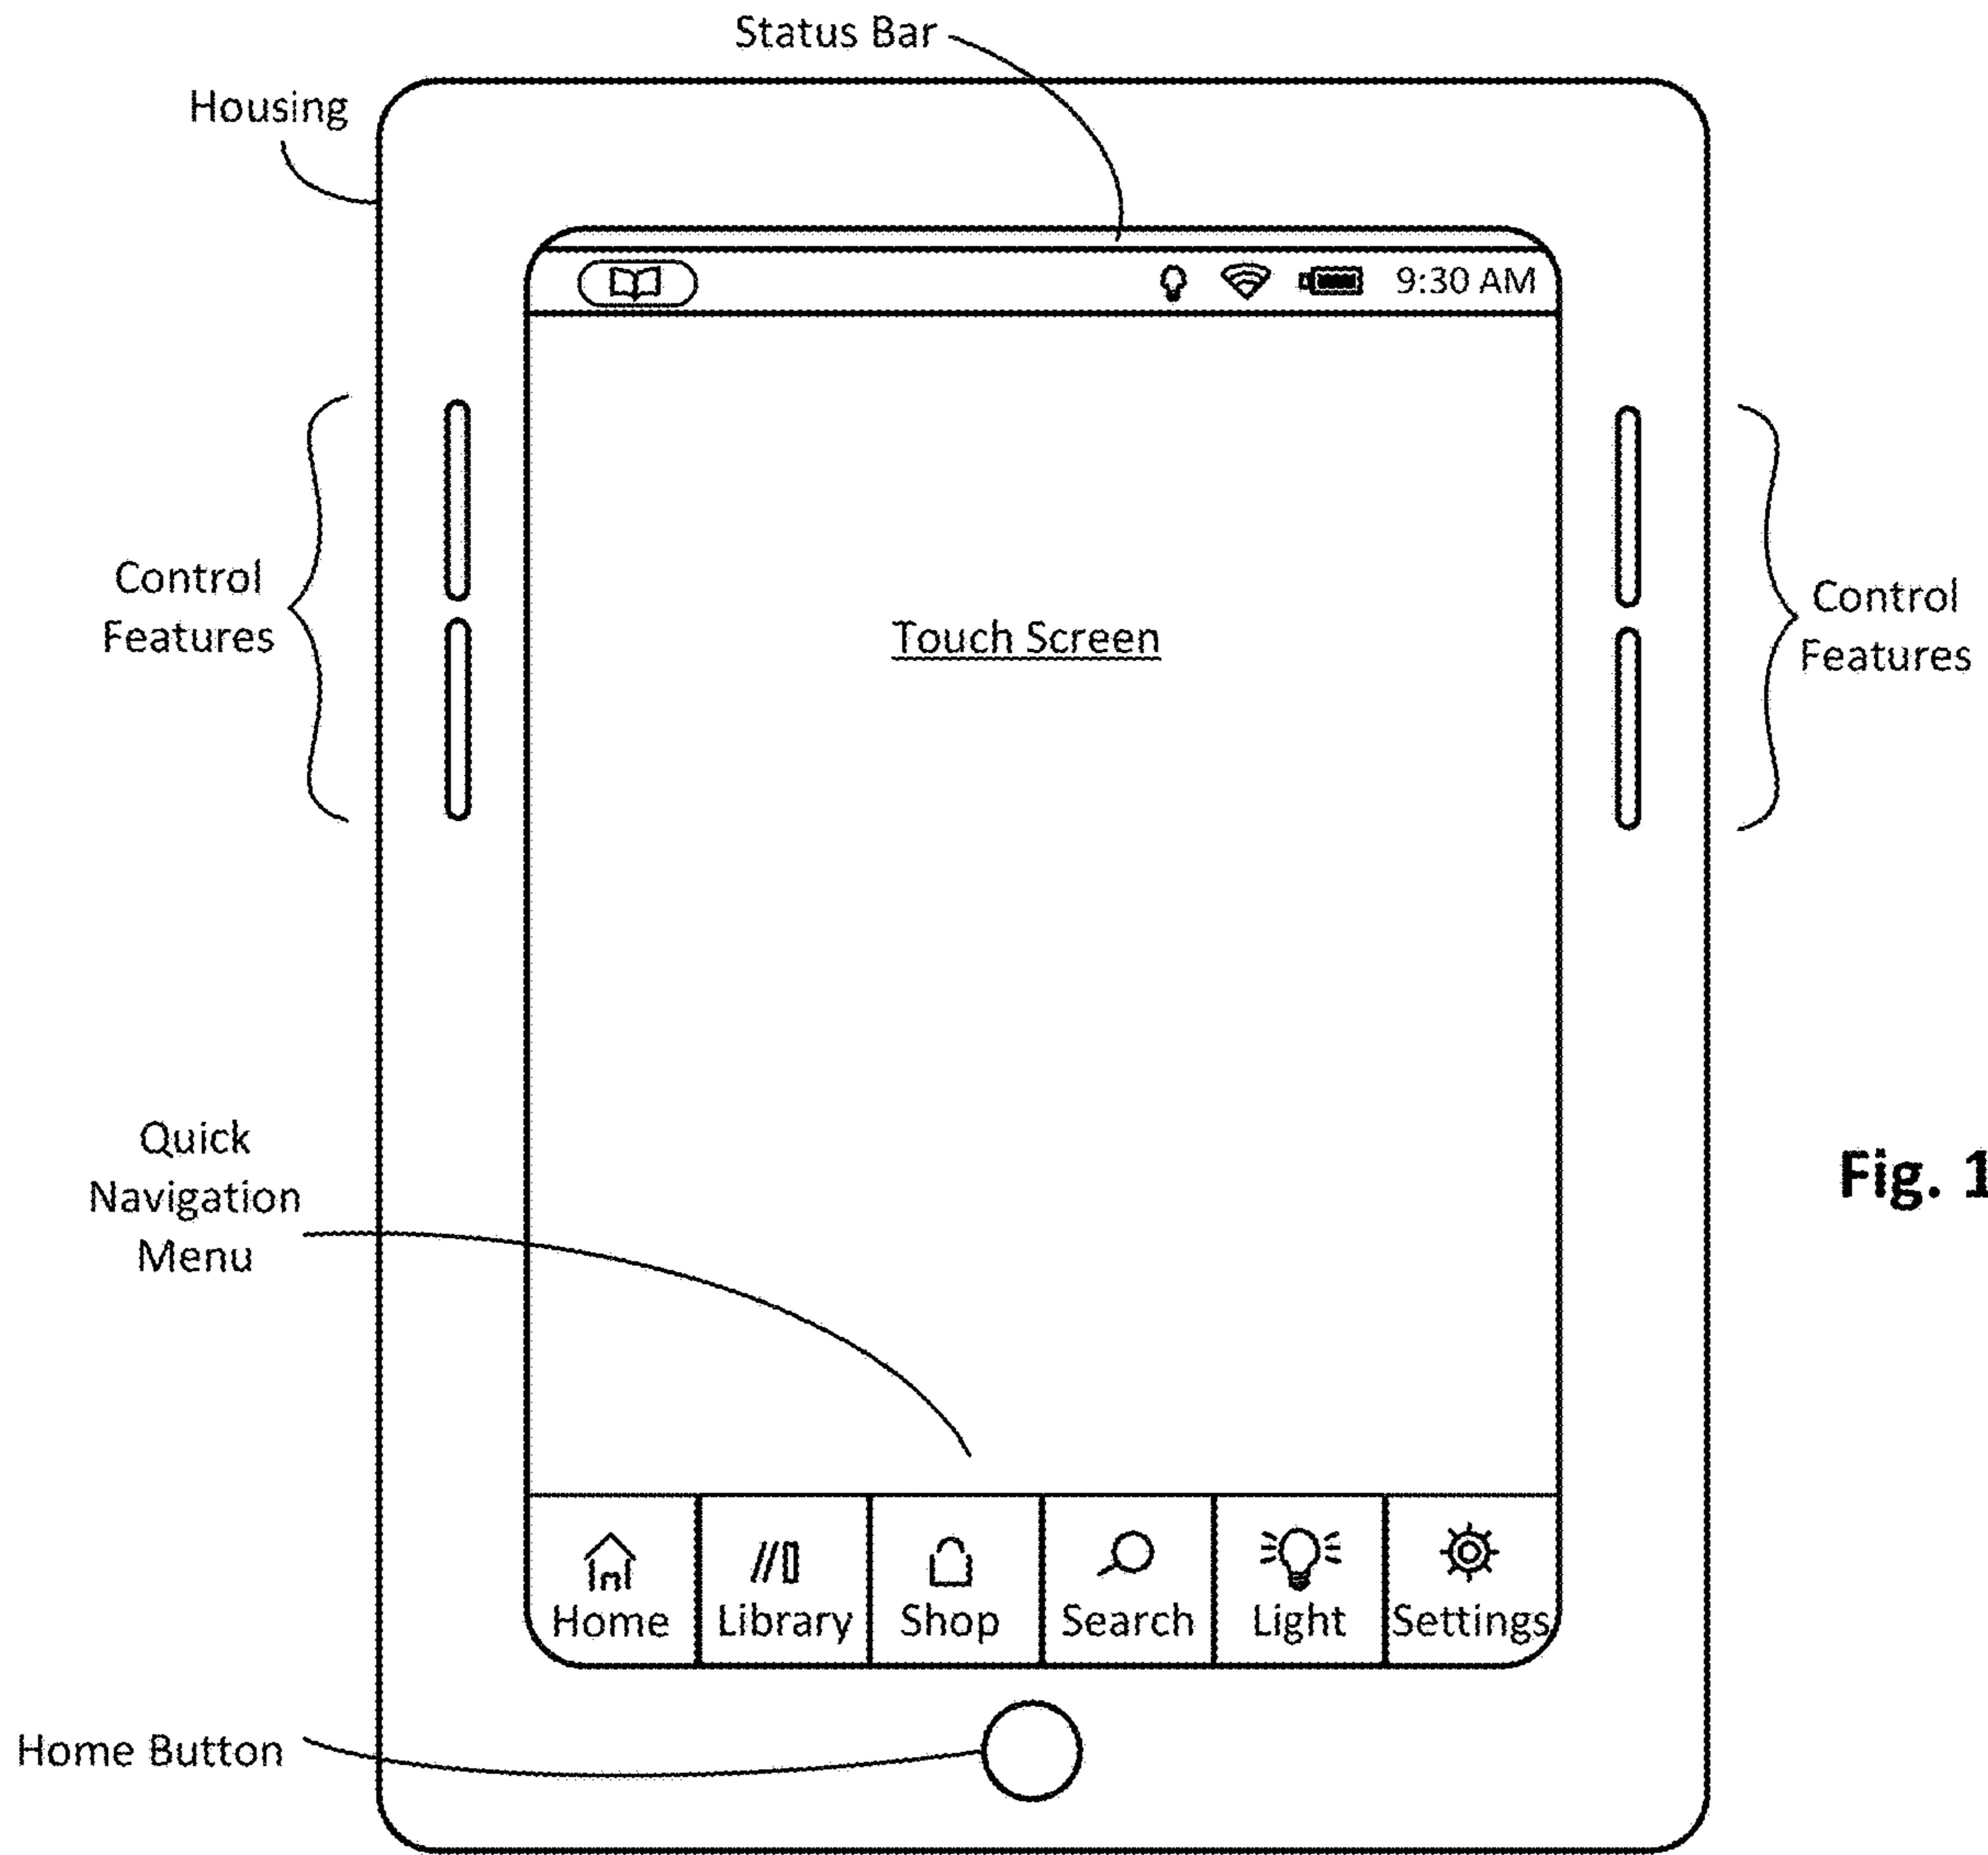 Status Bar
Housing
9:30 AM
Control
Features
Touch Screen
Control
Features
Quick
Navigation
Menu
Fig. 1
Home
Library
Shop
Search
Light
Settings
Home Button